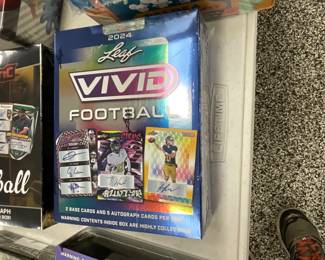 2024
Leaf
VIVID
FOOTBALL
2 BASE CARDS AND 5 AUTOGRAPH CARDS PER
WARNING: CONTENTS INSIDE BOX ARE HIGHLY COLLECTIBLE
LIFETIME